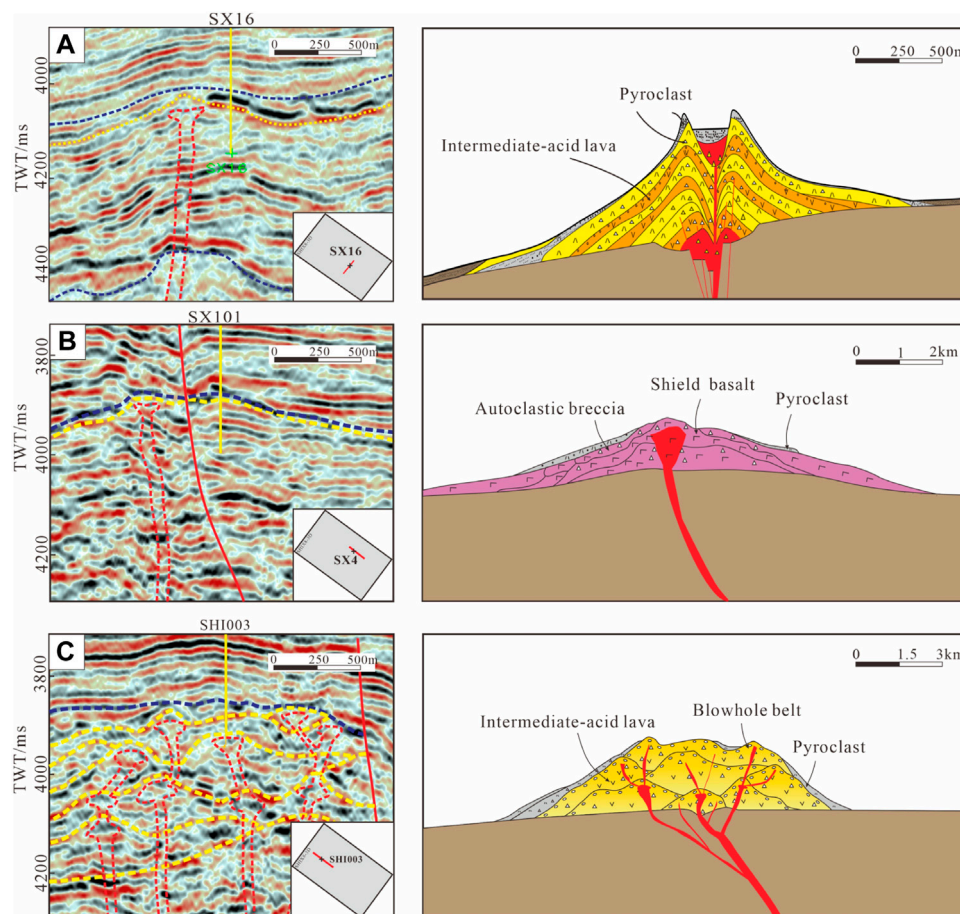 SX16
A
0 250 500m
4000
4200
4400
TWT/ms
SX16
SX16
0 250 500m
Pyroclast
Intermediate-acid lava
SX101
B
0 250 500m
3800
4000
4200
TWT/ms
SX4
0 1 2km
Shield basalt
Autoclastic breccia
Pyroclast
SHI003
C
0 250 500m
3800
4000
4200
TWT/ms
SHI003
0 1.5 3km
Blowhole belt
Intermediate-acid lava
Pyroclast